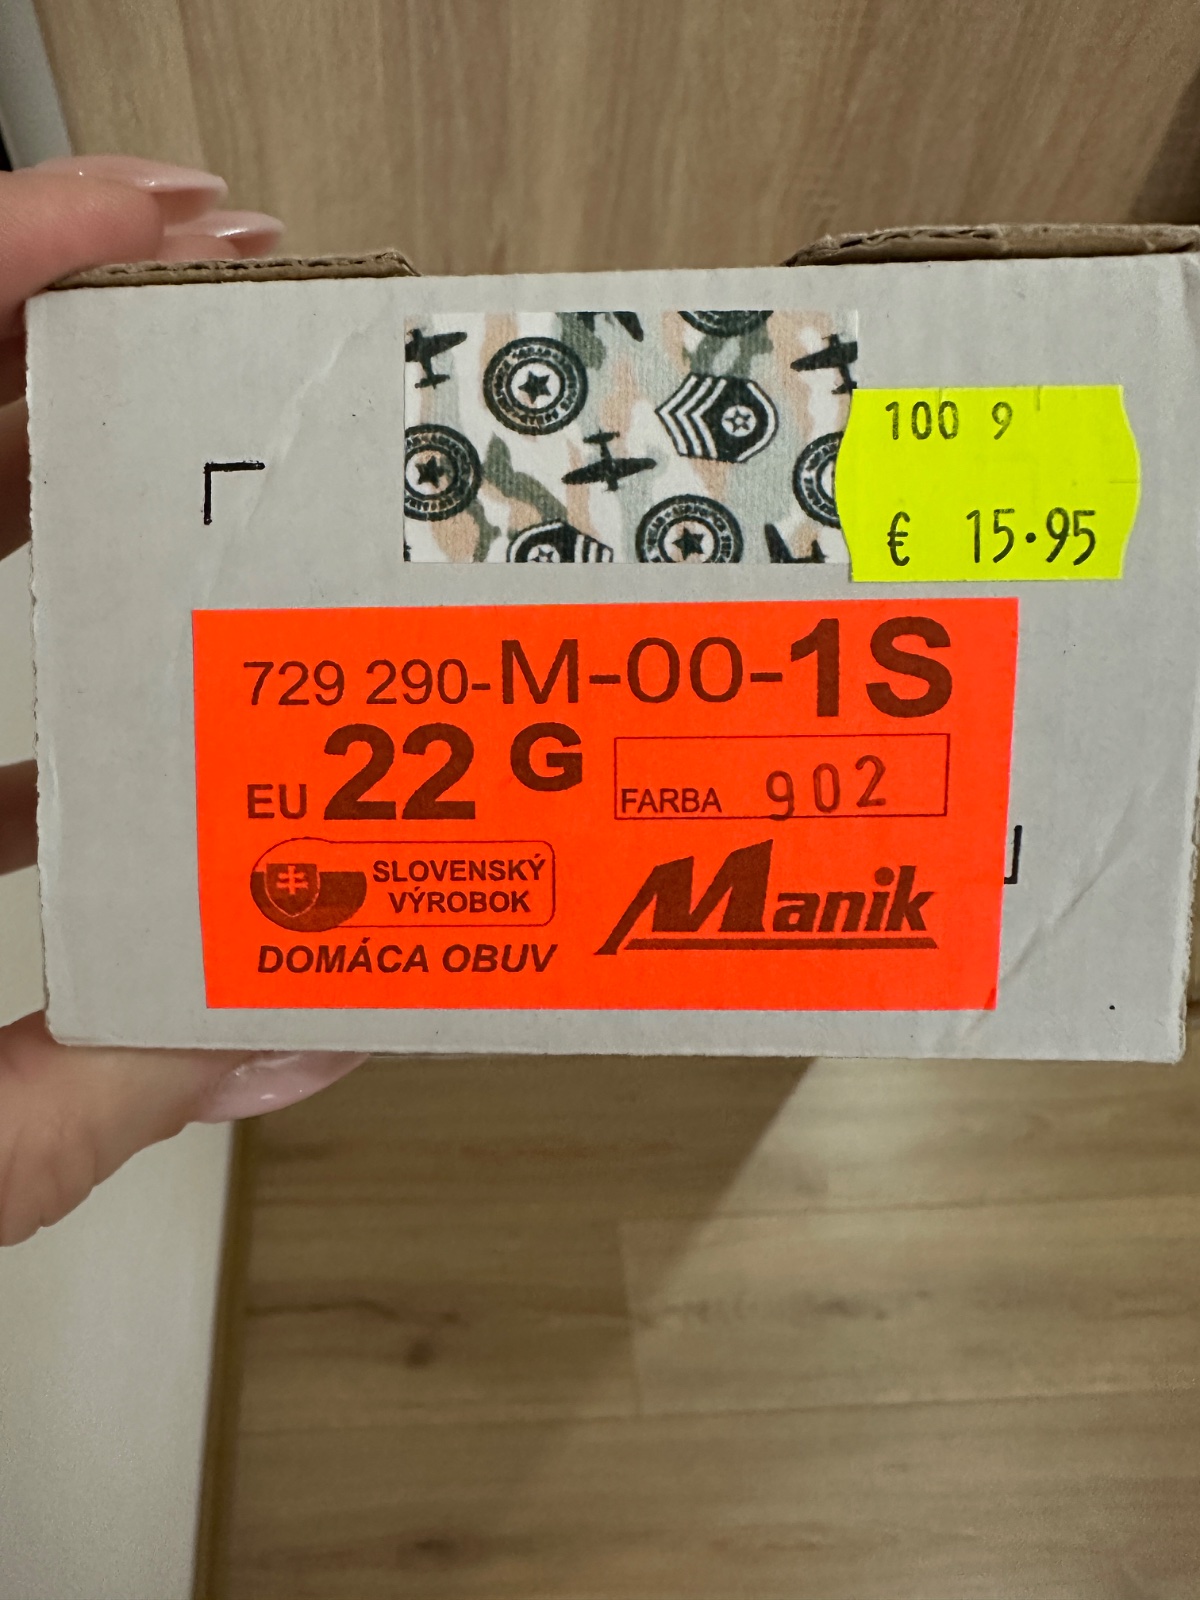 100 9
€ 15.95
729 290-M-00-1S
EU 22 G FARBA 902
SLOVENSKÝ
VÝROBOK
Manik
DOMÁCA OBUV